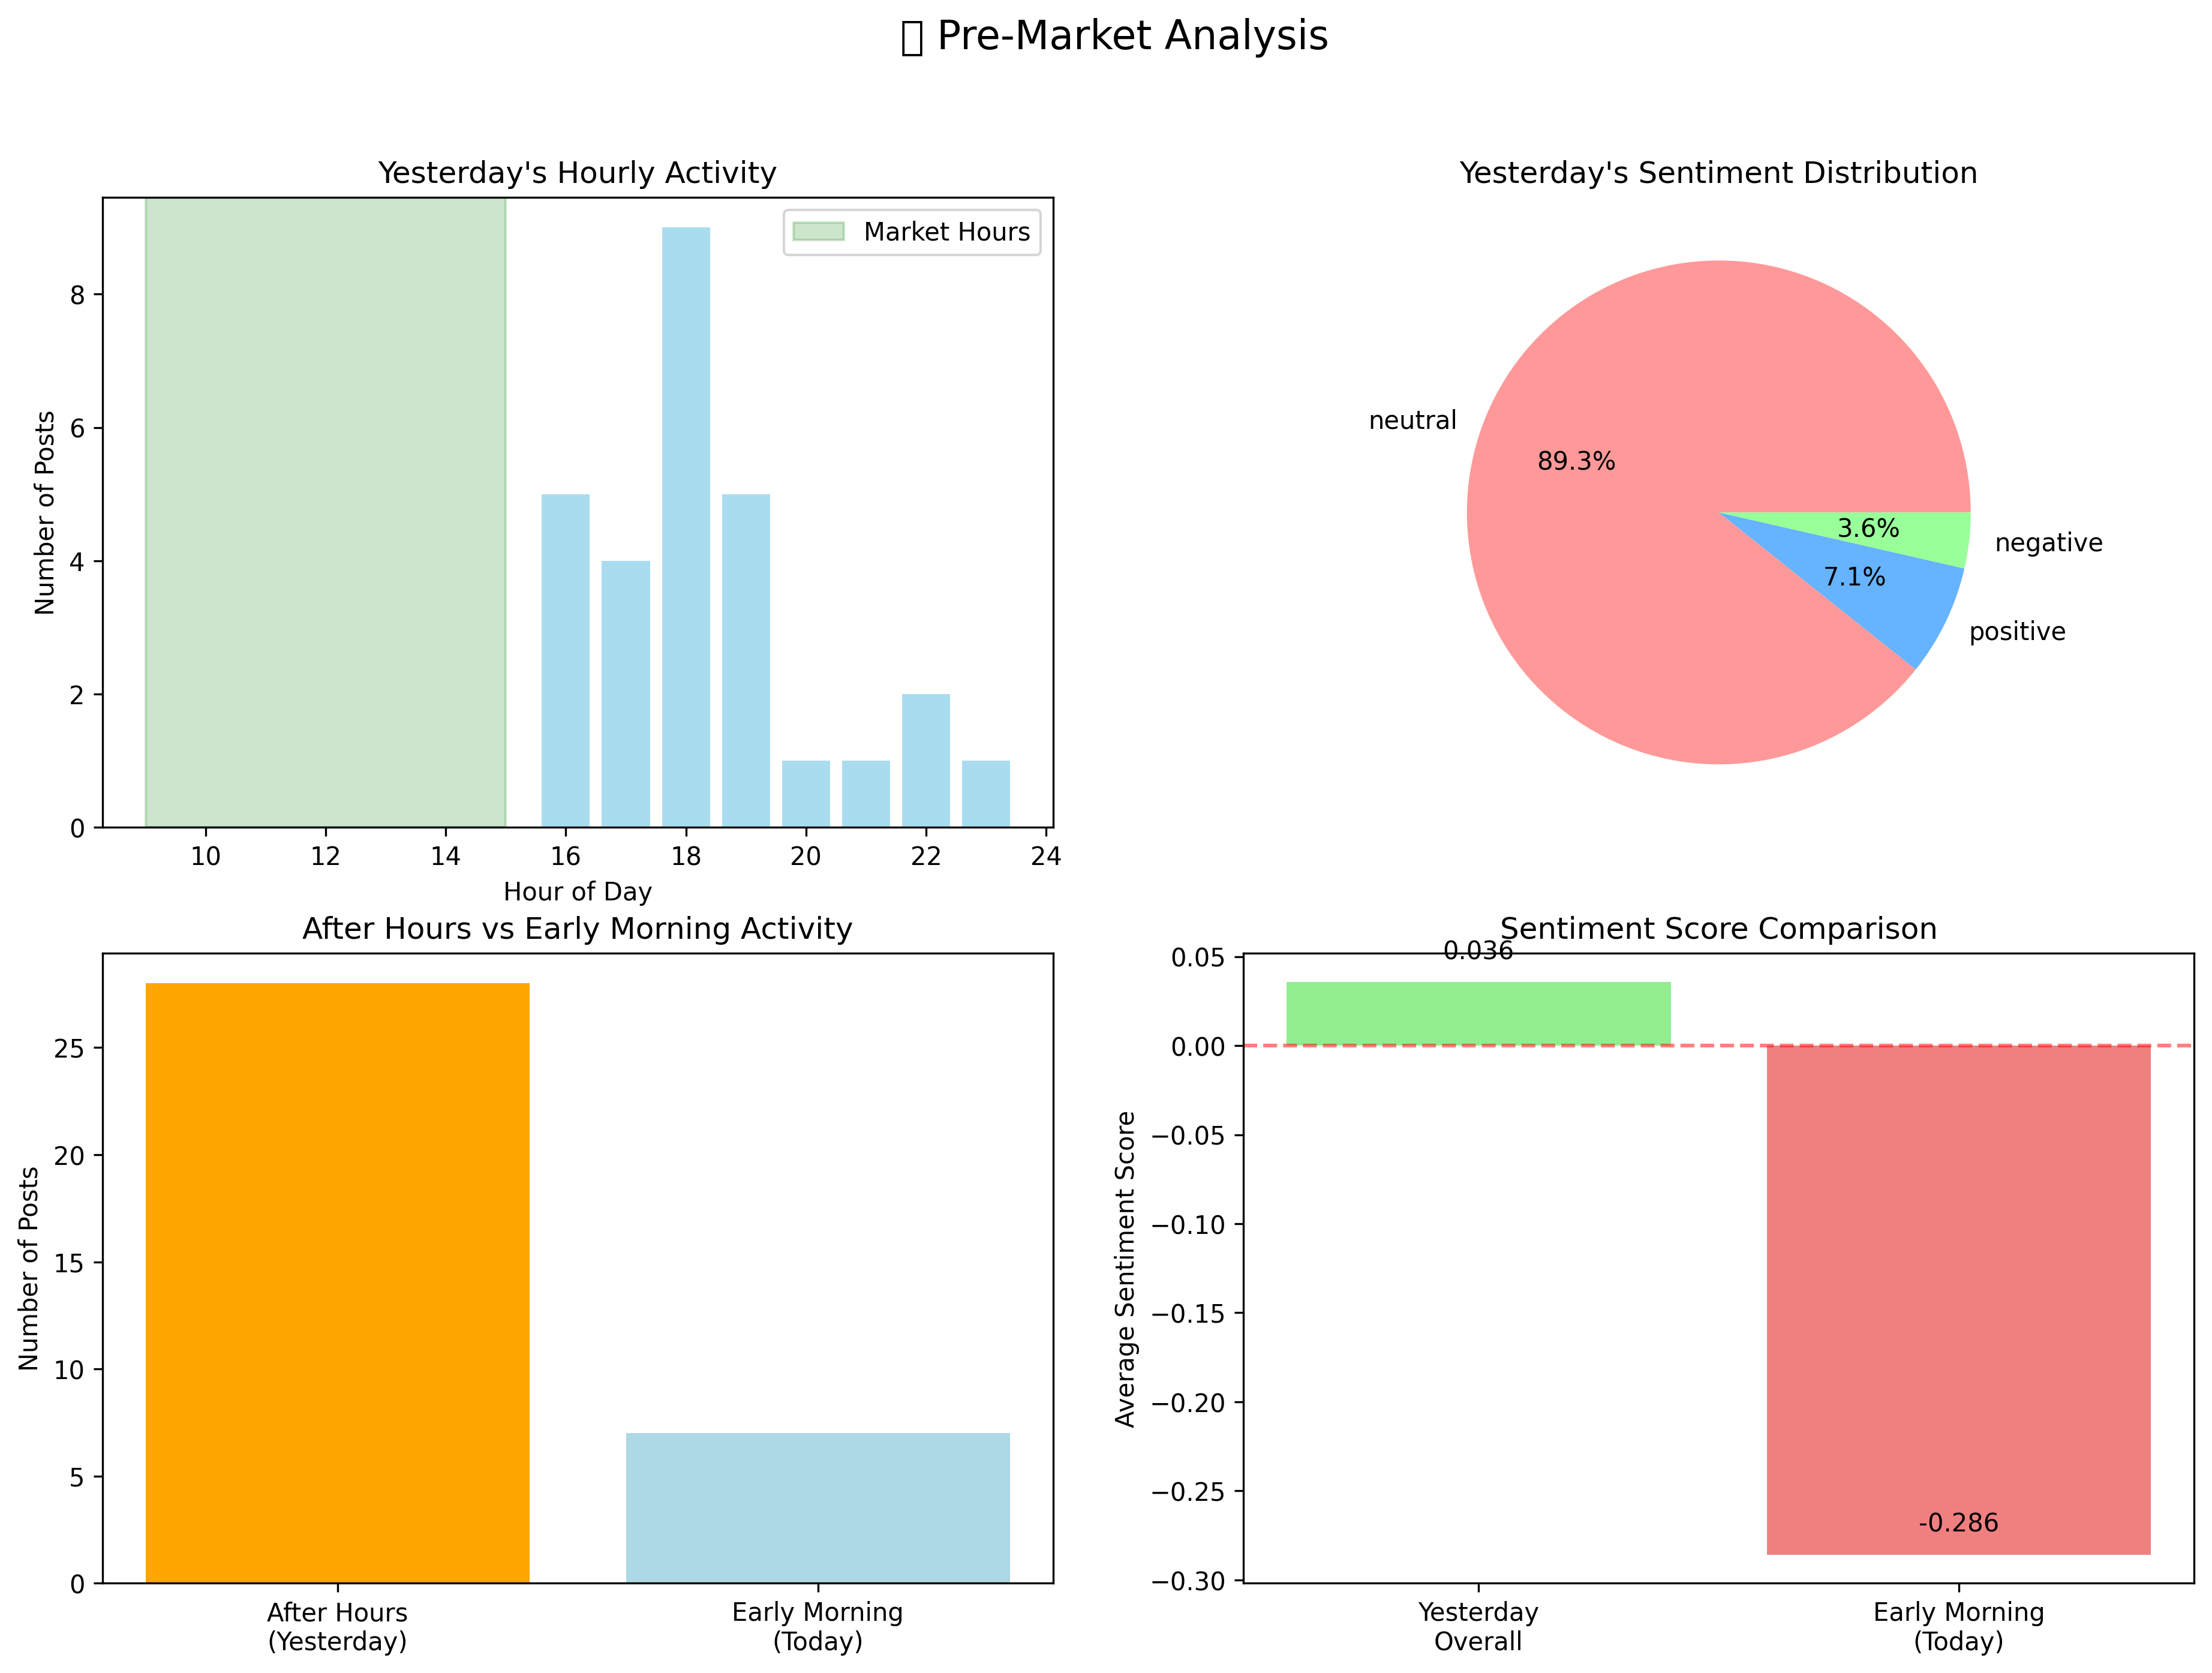 Pre-Market Analysis
Yesterday's Hourly Activity
Market Hours
Number of Posts
8
6
4
2
0
10 12 14 16 18 20 22 24
Hour of Day
Yesterday's Sentiment Distribution
neutral
89.3%
3.6%
negative
7.1%
positive
After Hours vs Early Morning Activity
Number of Posts
25
20
15
10
5
0
After Hours
(Yesterday)
Early Morning
(Today)
Sentiment Score Comparison
0.036
Average Sentiment Score
0.05
0.00
−0.05
−0.10
−0.15
−0.20
−0.25
−0.30
-0.286
Yesterday
Overall
Early Morning
(Today)